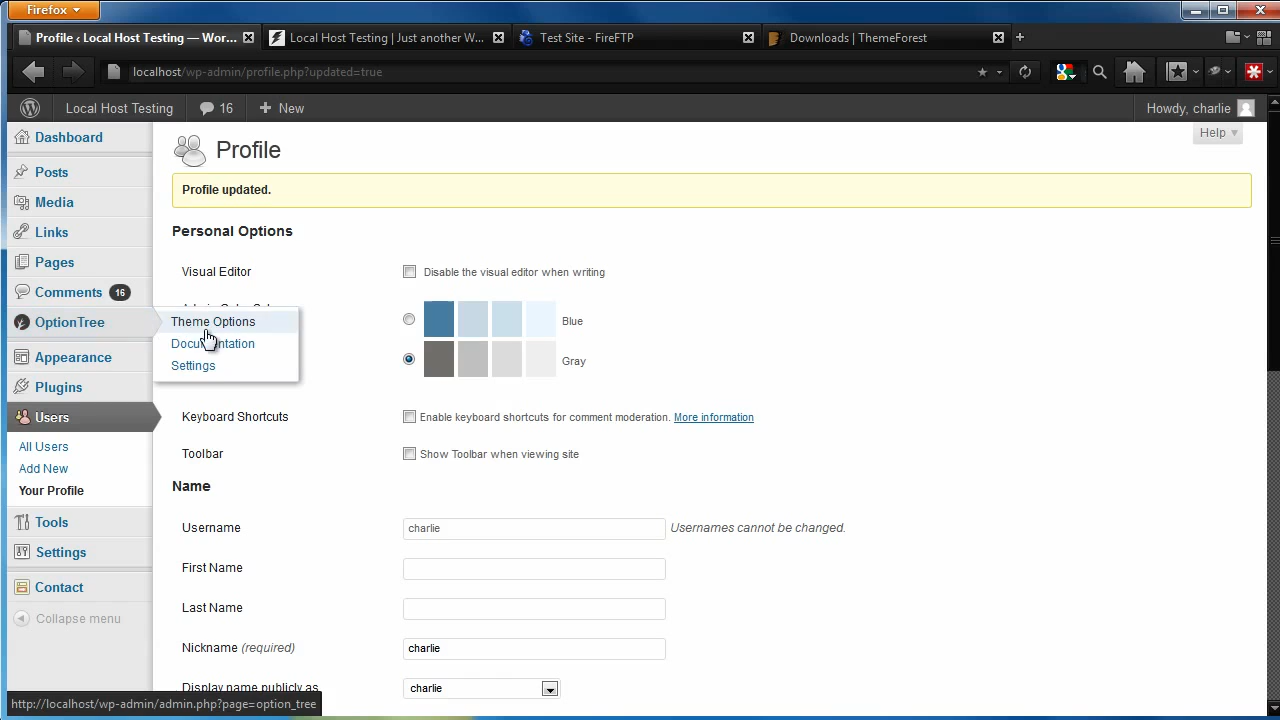 Firefox
Profile ‹ Local Host Testing — Wor...
Local Host Testing | Just another W...
Test Site - FireFTP
Downloads | ThemeForest
localhost/wp-admin/profile.php?updated=true
Local Host Testing
16
New
Howdy, charlie
Help
Dashboard
Posts
Media
Links
Pages
Comments 16
OptionTree
Theme Options
Documentation
Settings
Appearance
Plugins
Users
All Users
Add New
Your Profile
Tools
Settings
Contact
Collapse menu
Profile
Profile updated.
Personal Options
Visual Editor
Disable the visual editor when writing
Blue
Gray
Keyboard Shortcuts
Enable keyboard shortcuts for comment moderation. More information
Toolbar
Show Toolbar when viewing site
Name
Username
charlie
Usernames cannot be changed.
First Name
Last Name
Nickname (required)
charlie
Display name publicly as
charlie
http://localhost/wp-admin/admin.php?page=option_tree